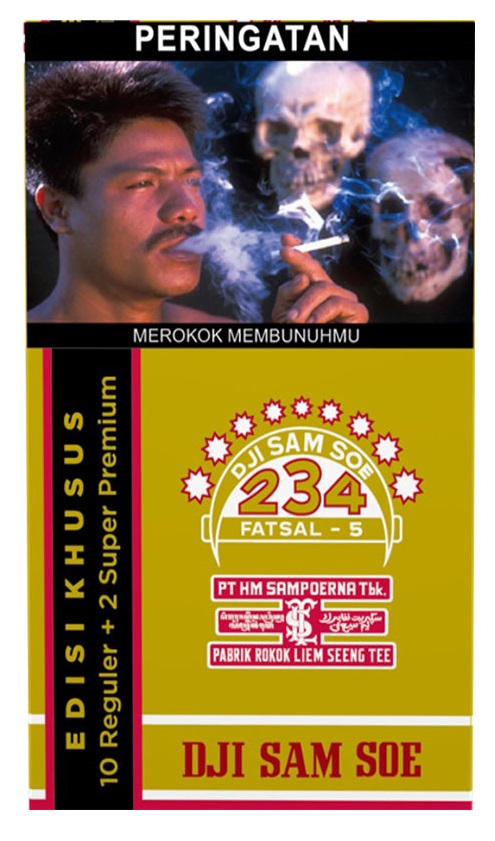 PERINGATAN
MEROKOK MEMBUNUHMU
EDISI KHUSUS
10 Reguler + 2 Super Premium
DJI SAM SOE
234
FATSAL - 5
PT HM SAMPOERNA Tbk.
PABRIK ROKOK LIEM SEENG TEE
DJI SAM SOE